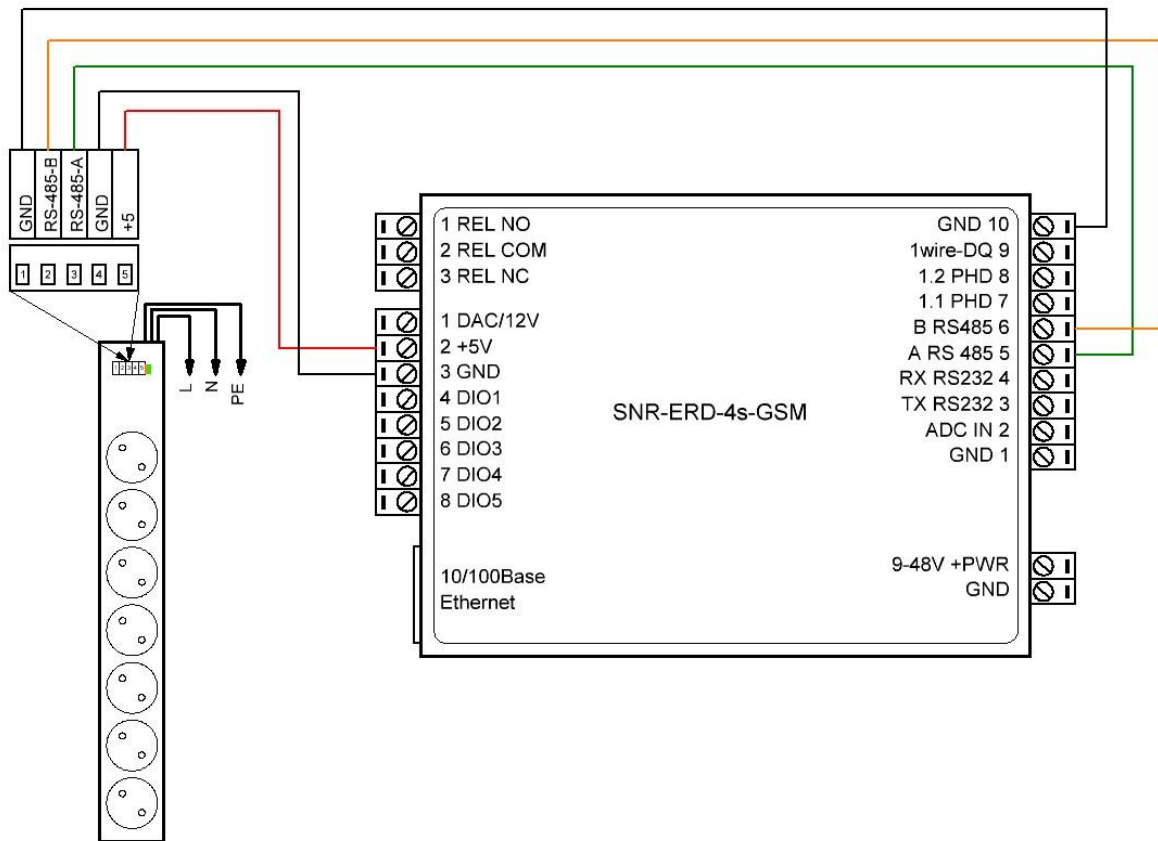 GND
RS-485-B
RS-485-A
GND
+5
1 2 3 4 5
L
N
PE
1 REL NO
2 REL COM
3 REL NC
1 DAC/12V
2 +5V
3 GND
4 DIO1
5 DIO2
6 DIO3
7 DIO4
8 DIO5
10/100Base
Ethernet
SNR-ERD-4s-GSM
GND 10
1wire-DQ 9
1.2 PHD 8
1.1 PHD 7
B RS485 6
A RS 485 5
RX RS232 4
TX RS232 3
ADC IN 2
GND 1
9-48V +PWR
GND